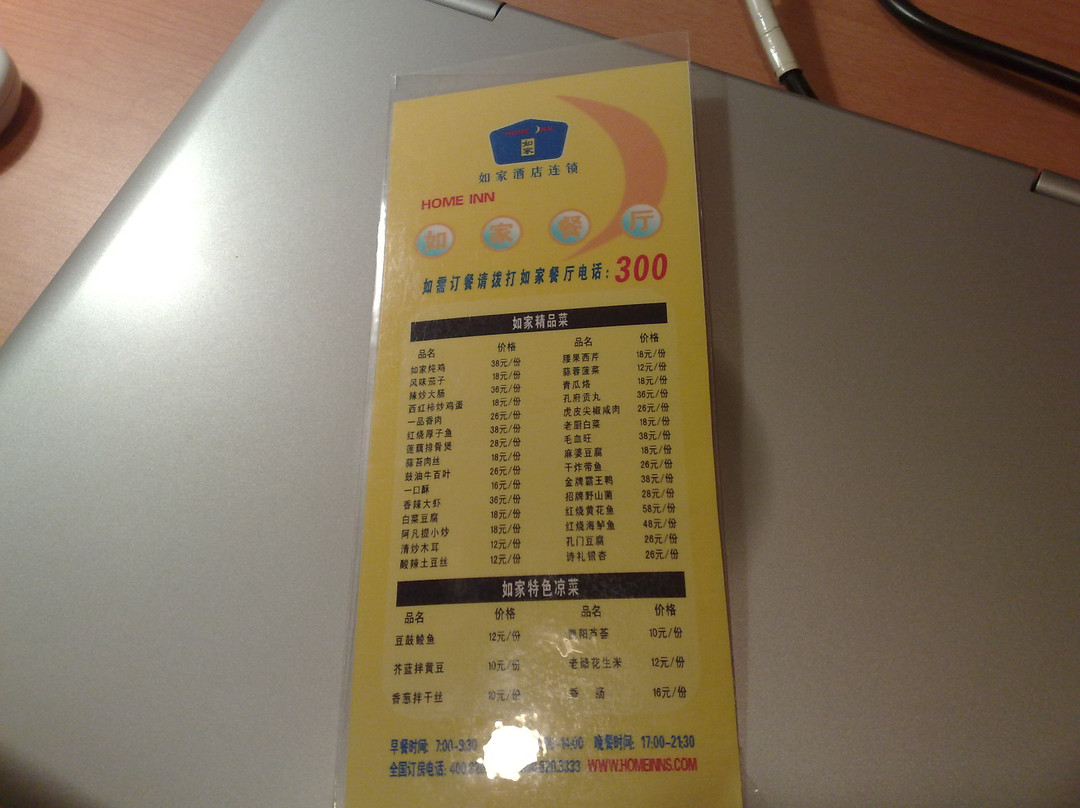 HOME INN
如家
如家酒店连锁
HOME INN
如家餐厅
如需订餐请拨打如家餐厅电话:300
如家精品菜
品名 价格 品名 价格
如家炖鸡 38元/份 腰果西芹 18元/份
风味茄子 18元/份 蒜蓉菠菜 12元/份
辣炒大肠 36元/份 青瓜烙 18元/份
西红柿炒鸡蛋 18元/份 孔府贡丸 36元/份
一品香肉 26元/份 虎皮尖椒咸肉 26元/份
红烧厚子鱼 38元/份 老厨白菜 18元/份
莲藕排骨煲 28元/份 毛血旺 38元/份
蒜苔肉丝 18元/份 麻婆豆腐 18元/份
鼓油牛百叶 26元/份 干炸带鱼 26元/份
一口酥 16元/份 金牌霸王鸭 38元/份
香辣大虾 36元/份 招牌野山菌 28元/份
白菜豆腐 18元/份 红烧黄花鱼 58元/份
阿凡提小炒 18元/份 红烧海鲈鱼 48元/份
清炒木耳 12元/份 孔门豆腐 26元/份
酸辣土豆丝 12元/份 诗礼银杏 26元/份
如家特色凉菜
品名 价格 品名 价格
豆鼓鲮鱼 12元/份 阳芦荟 10元/份
芥蓝拌黄豆 10元/份 老醋花生米 12元/份
香葱拌干丝 10元/份 香肠 16元/份
早餐时间: 7:00-9:30 -14:00 晚餐时间: 17:00-21:30
全国订房电话: 400 820.3333 WWW.HOMEINNS.COM